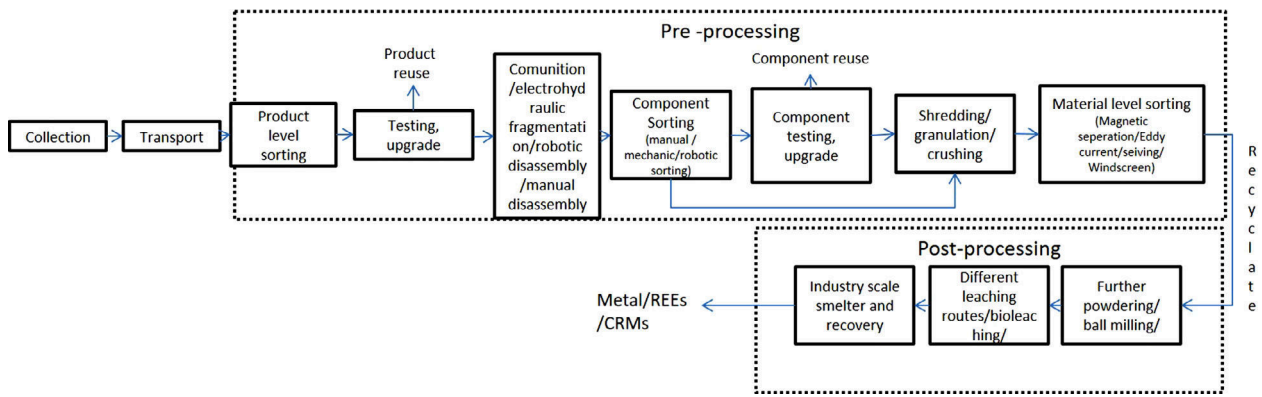 Pre -processing
Collection
Transport
Product
level
sorting
Product
reuse
Testing,
upgrade
Comunition
/electrohyd
raulic
fragmentati
on/robotic
disassembly
/manual
disassembly
Component
Sorting
(manual /
mechanic/robotic
sorting)
Component reuse
Component
testing,
upgrade
Shredding/
granulation/
crushing
Material level sorting
(Magnetic
seperation/Eddy
current/seiving/
Windscreen)
Recyclate
Post-processing
Further
powdering/
ball milling/
Different
leaching
routes/bioleac
hing/
Industry scale
smelter and
recovery
Metal/REEs
/CRMs